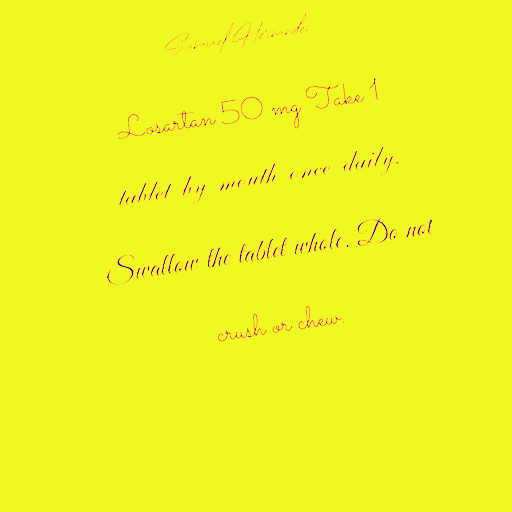 Samuel Hernandez
Losartan 50 mg Take 1
tablet by mouth once daily.
Swallow the tablet whole. Do not
crush or chew.